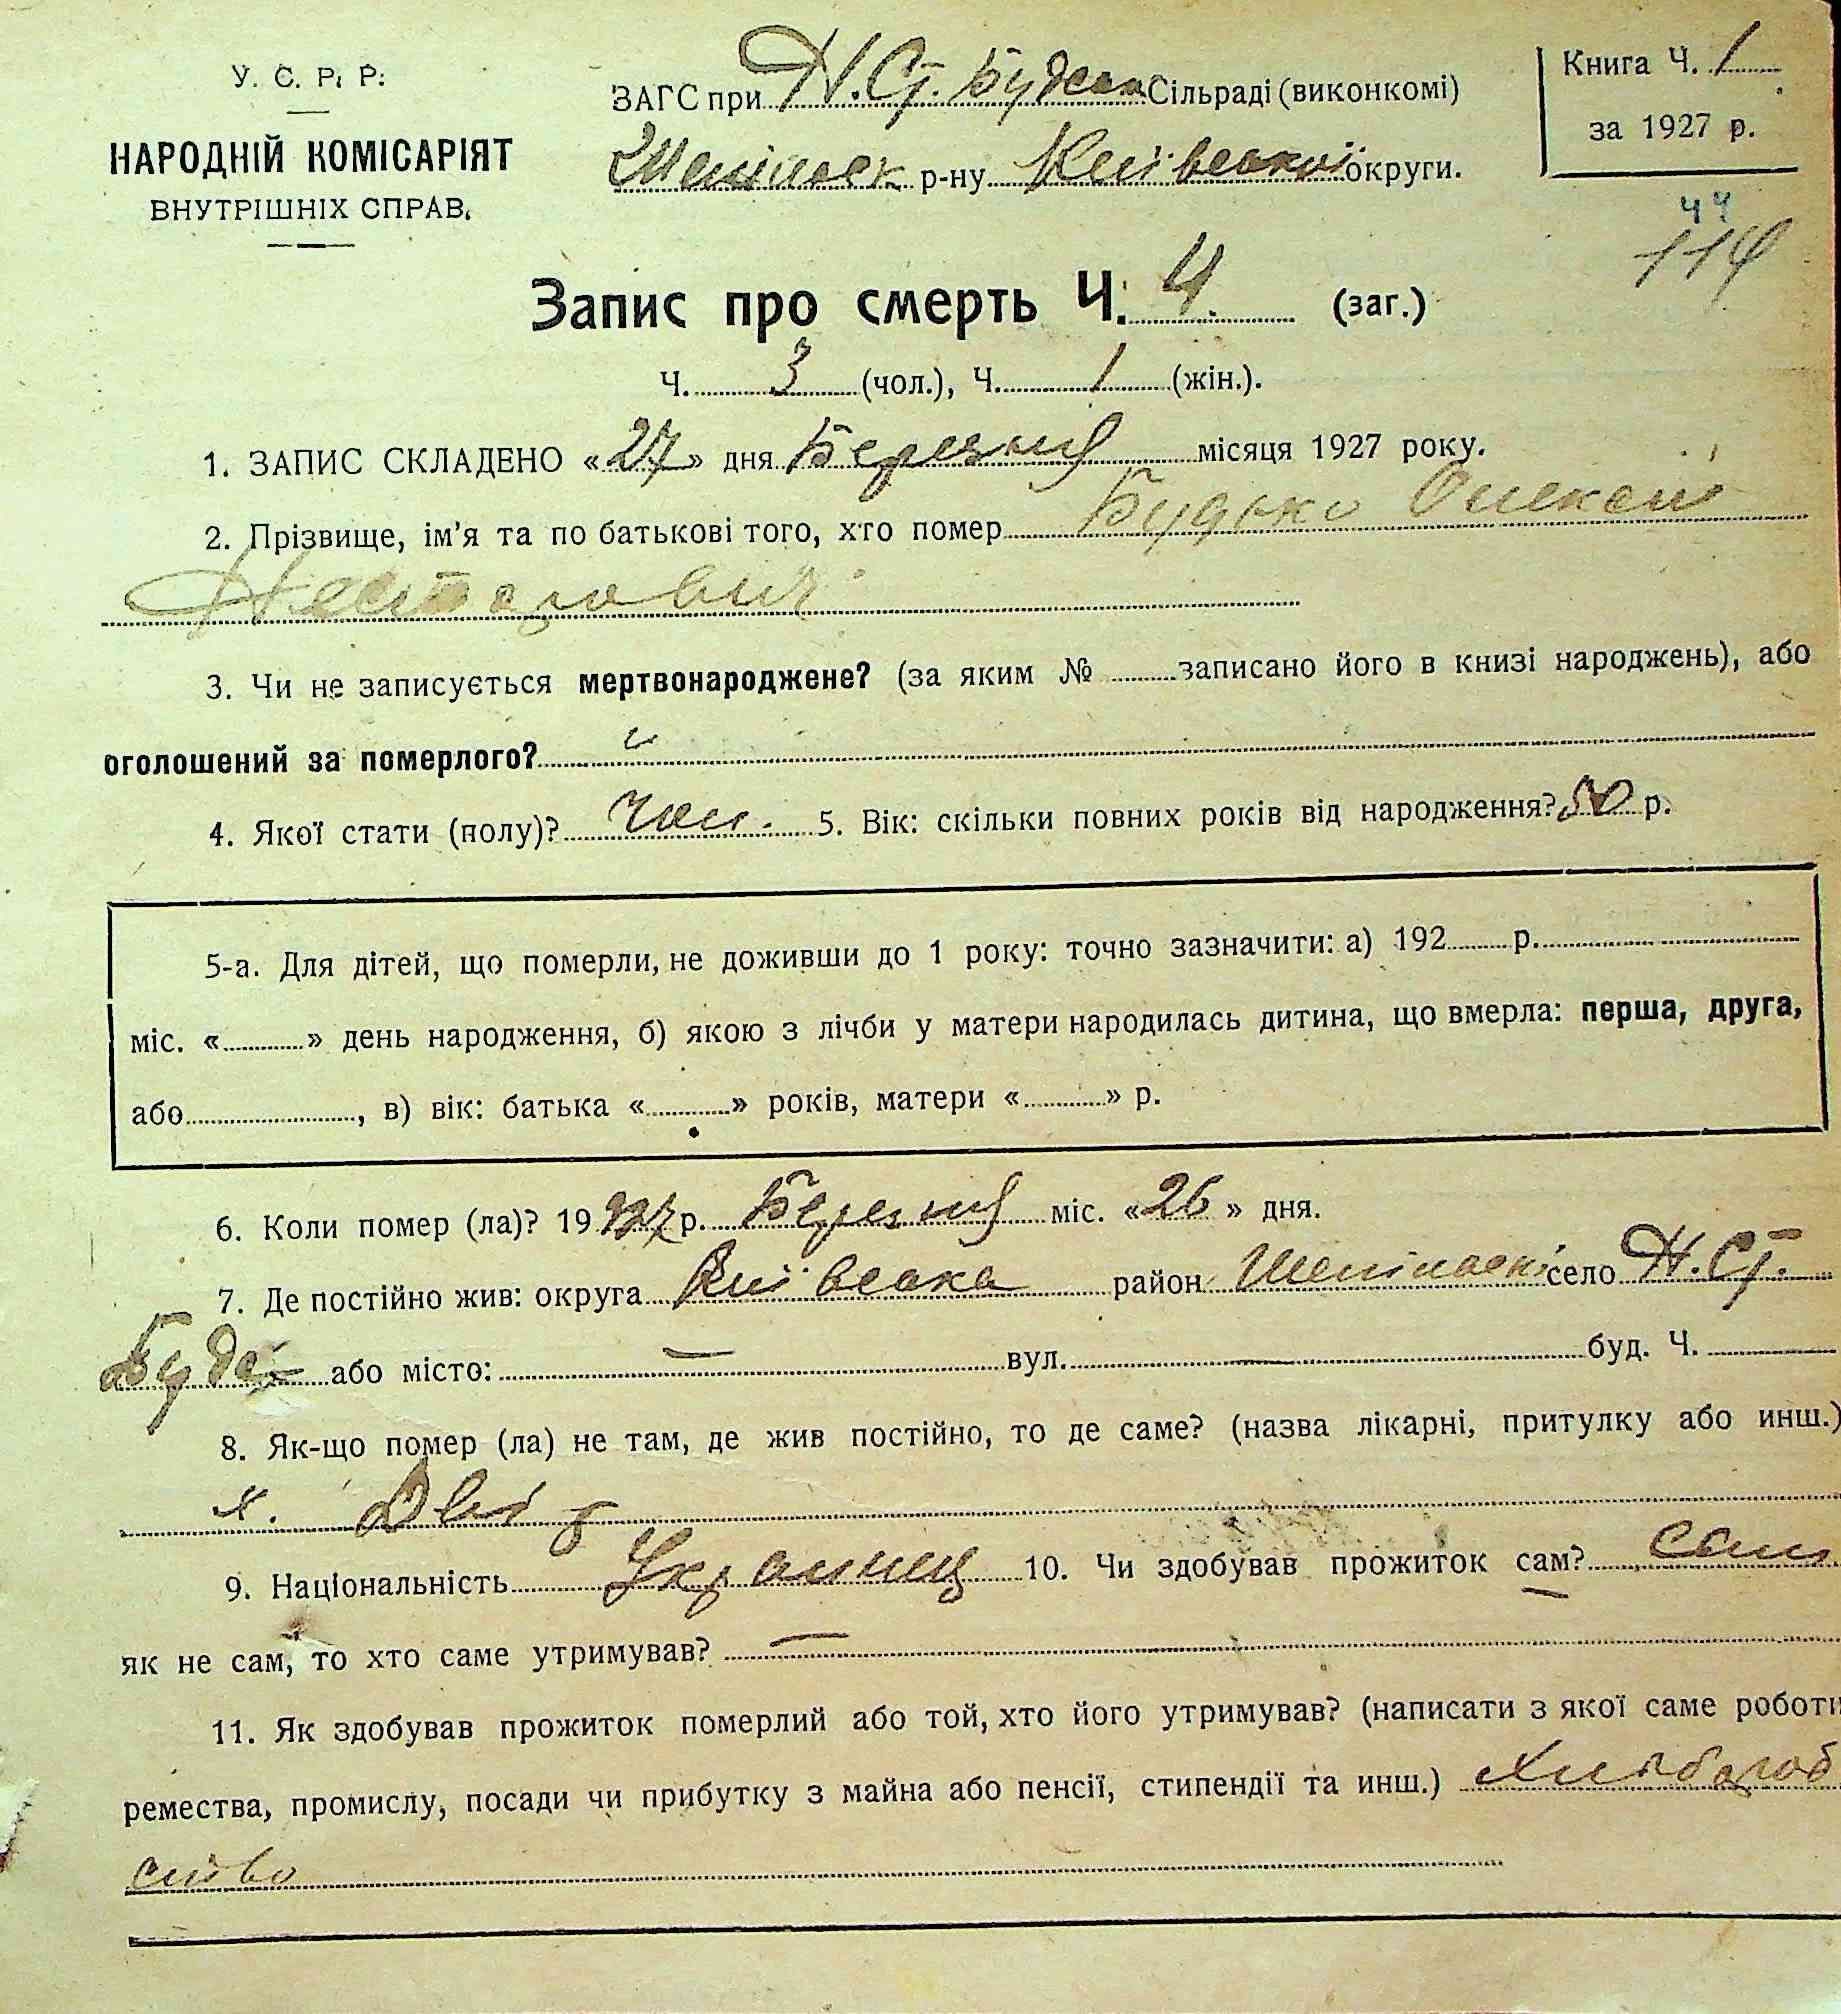 У. С. Р. Р.
НАРОДНІЙ КОМІСАРІЯТ
ВНУТРІШНІХ СПРАВ.
ЗАГС при Н. Ст. Будськ Сільраді (виконкомі)
р-ну Київської округи.
Книга Ч. 1
за 1927 р.
44
114
Запис про смерть Ч. 4. (заг.)
Ч. 3 (чол.), Ч. 1 (жін.).
1. ЗАПИС СКЛАДЕНО «27» дня Березня місяця 1927 року.
2. Прізвище, ім'я та по батькові того, хто помер Будько Олексій
Несторович
3. Чи не записується мертвонароджене? (за яким № записано його в книзі народжень), або
оголошений за померлого?
4. Якої стати (полу)? Чол. 5. Вік: скільки повних років від народження? 50 р.
5-а. Для дітей, що померли, не доживши до 1 року: точно зазначити: а) 192 р.
міс. « » день народження, б) якою з лічби у матери народилась дитина, що вмерла: перша, друга,
або , в) вік: батька « » років, матери « » р.
6. Коли помер (ла)? 1927 р. Березня міс. «26» дня.
7. Де постійно жив: округа Київська район село Н. Ст.
Буда або місто: — вул. — буд. Ч.
8. Як-що помер (ла) не там, де жив постійно, то де саме? (назва лікарні, притулку або инш.)
9. Національність Українец 10. Чи здобував прожиток сам? сам
як не сам, то хто саме утримував? —
11. Як здобував прожиток померлий або той, хто його утримував? (написати з якої саме роботи
ремества, промислу, посади чи прибутку з майна або пенсії, стипендії та инш.) Хлібороб
ство